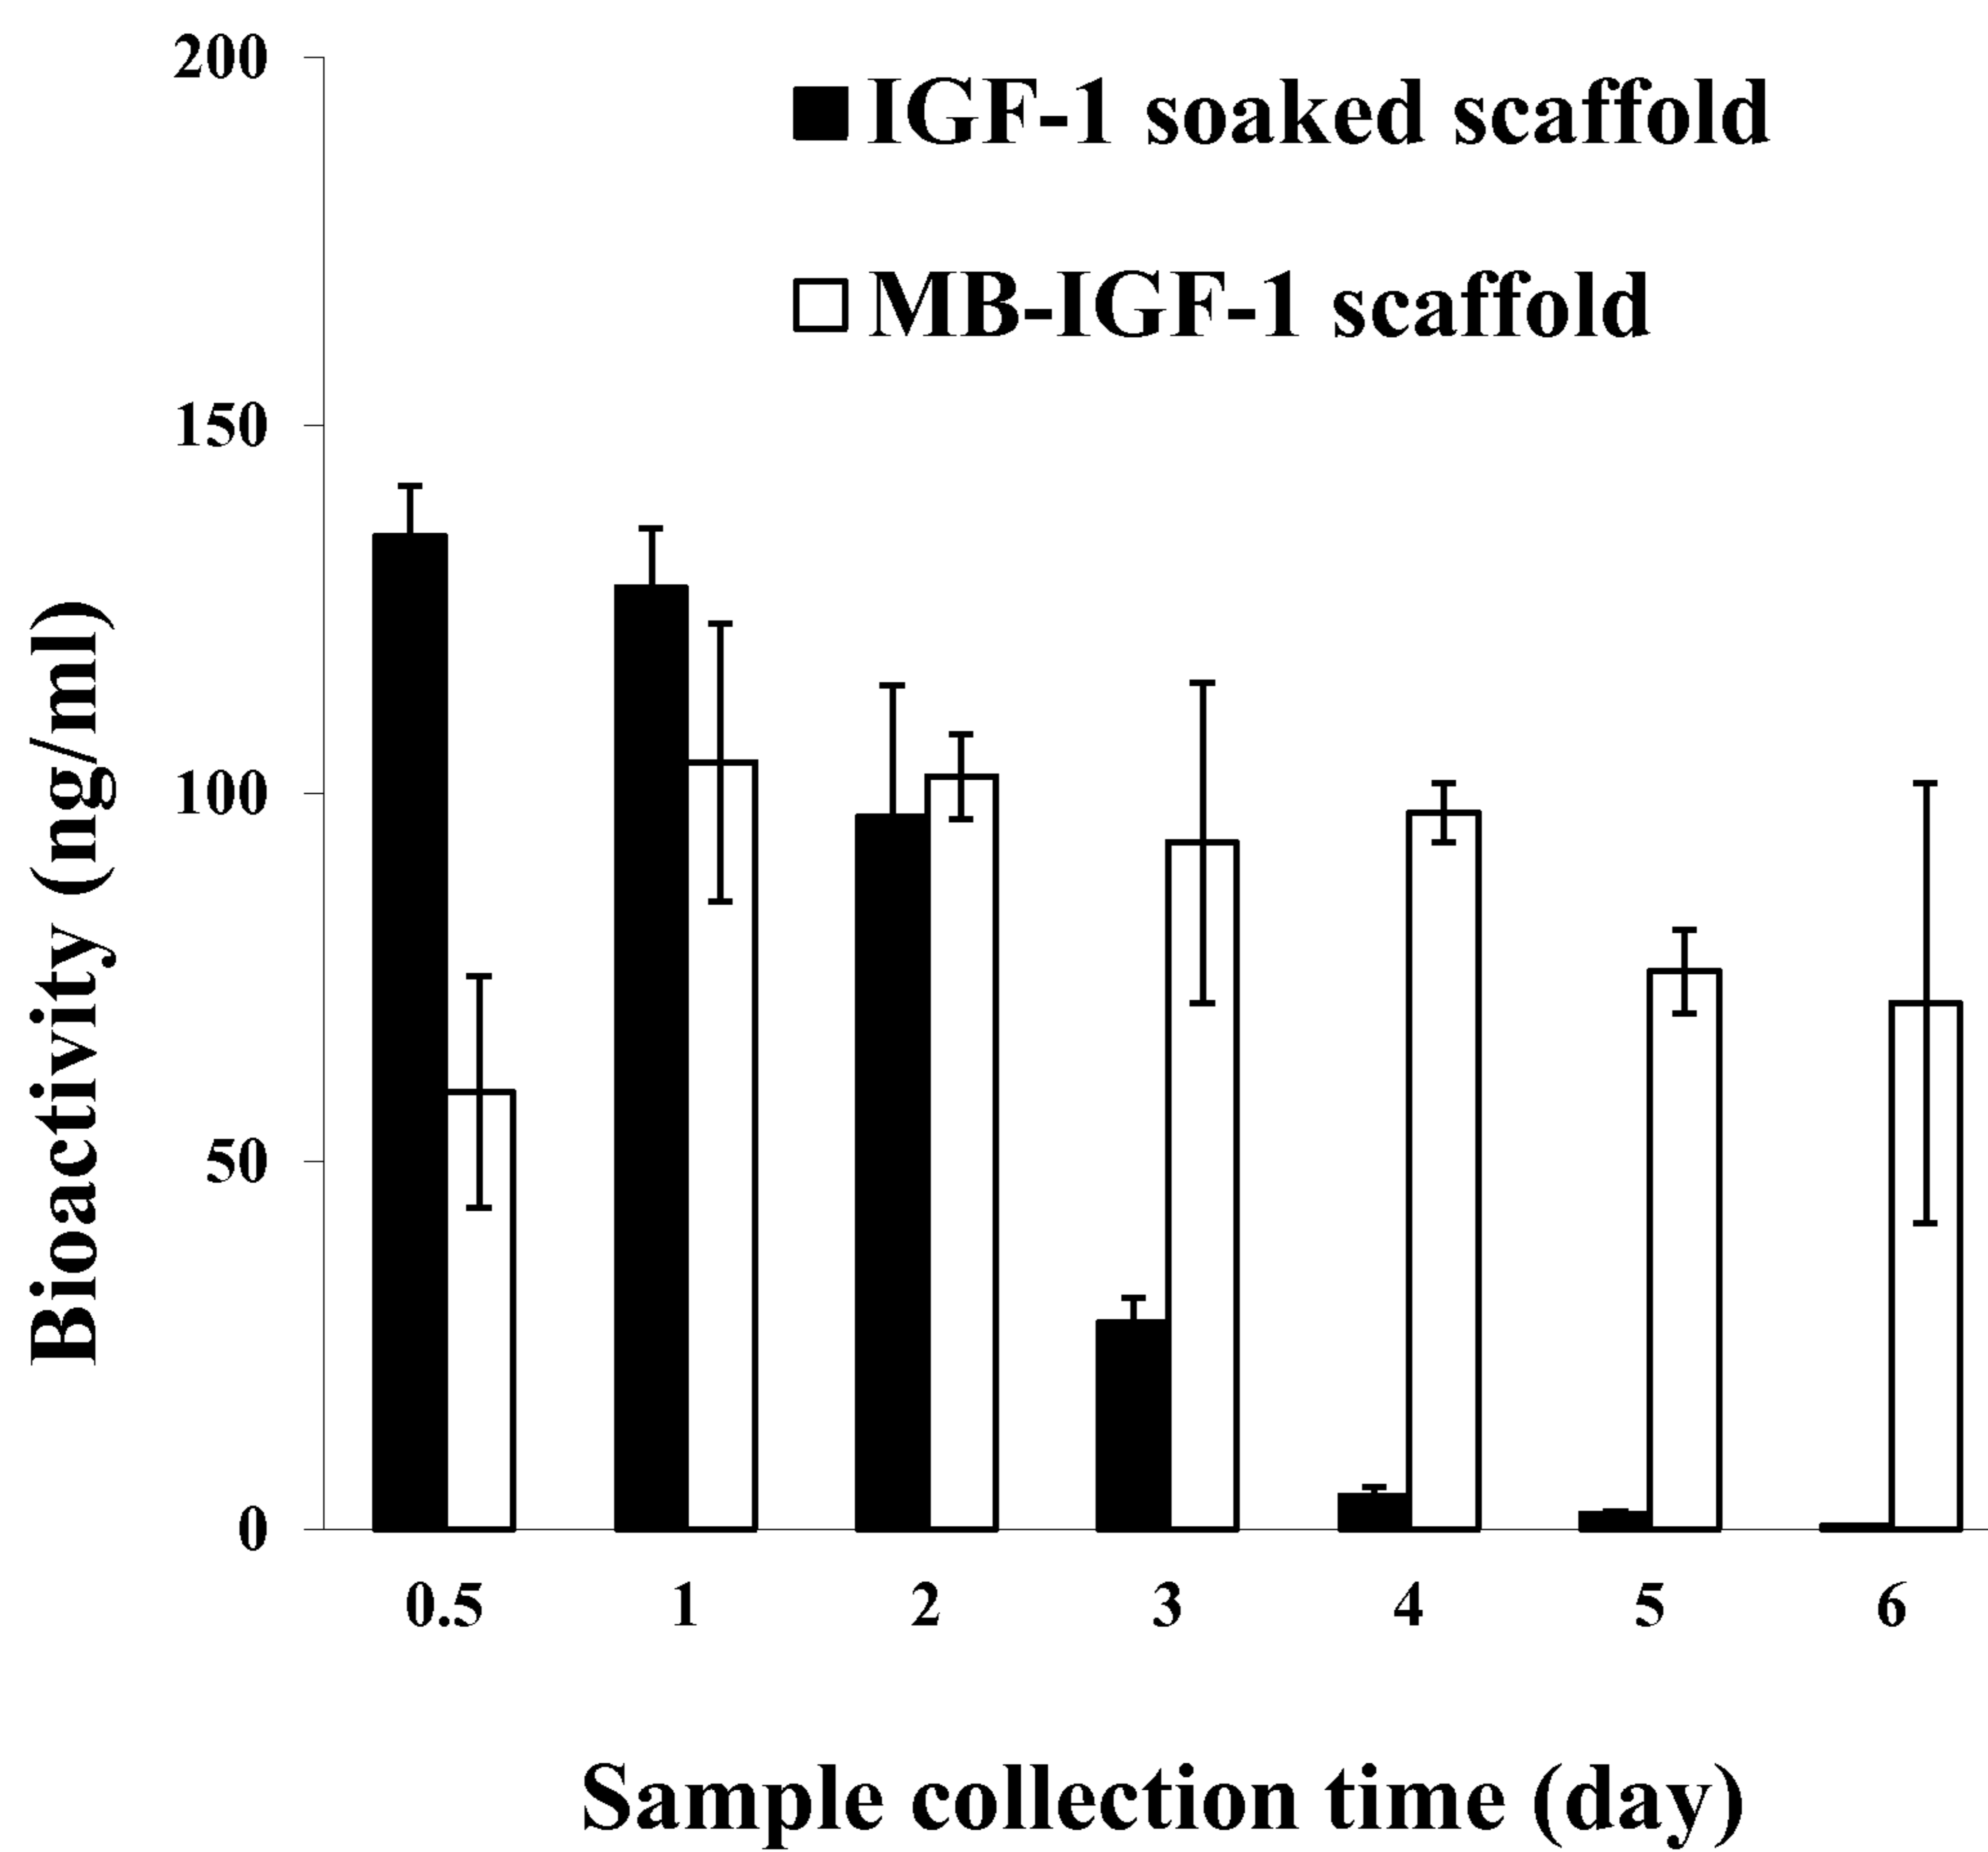 200
IGF-1 soaked scaffold
MB-IGF-1 scaffold
150
100
50
0
Bioactivity (ng/ml)
0.5 1 2 3 4 5 6
Sample collection time (day)